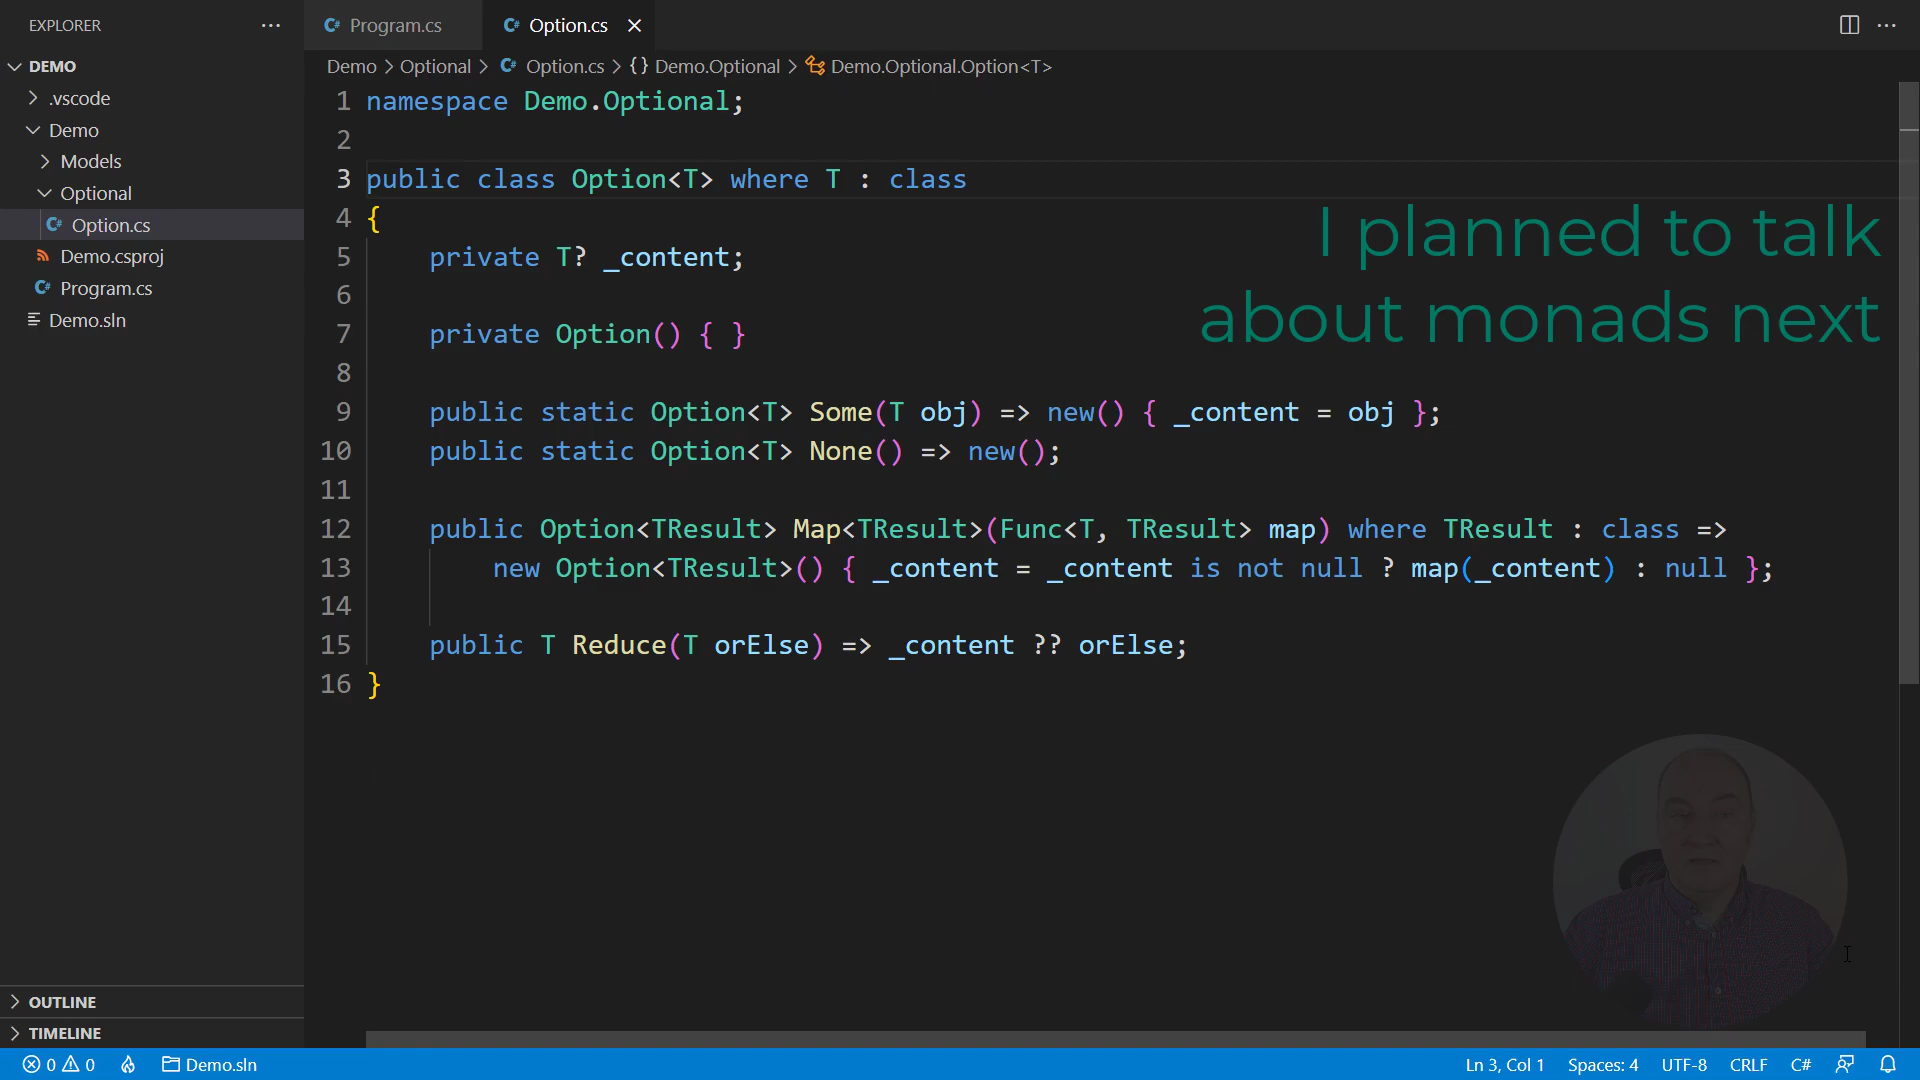 EXPLORER
DEMO
.vscode
Demo
Models
Optional
C# Option.cs
Demo.csproj
C# Program.cs
Demo.sln
OUTLINE
TIMELINE
C# Program.cs
C# Option.cs
Demo > Optional > C# Option.cs > {} Demo.Optional > Demo.Optional.Option<T>
1 namespace Demo.Optional;
2
3 public class Option<T> where T : class
4 {
5 private T? _content;
6
7 private Option() { }
8
9 public static Option<T> Some(T obj) => new() { _content = obj };
10 public static Option<T> None() => new();
11
12 public Option<TResult> Map<TResult>(Func<T, TResult> map) where TResult : class =>
13 new Option<TResult>() { _content = _content is not null ? map(_content) : null };
14
15 public T Reduce(T orElse) => _content ?? orElse;
16 }
I planned to talk
about monads next
0 0 Demo.sln Ln 3, Col 1 Spaces: 4 UTF-8 CRLF C#